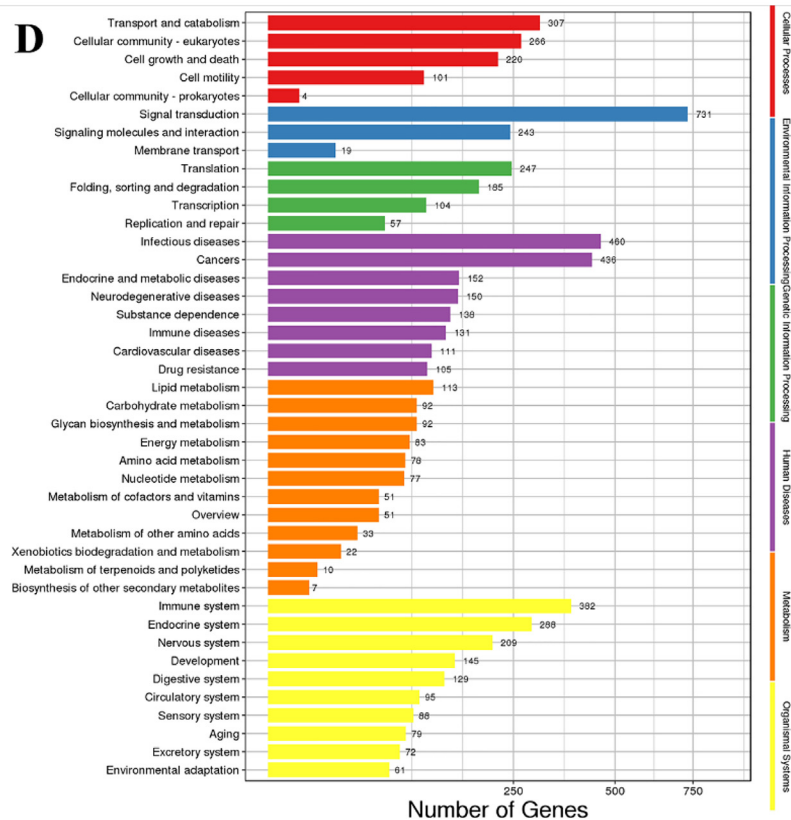 D
Transport and catabolism 307
Cellular community - eukaryotes 266
Cell growth and death 220
Cell motility 101
Cellular community - prokaryotes 4
Signal transduction 731
Signaling molecules and interaction 243
Membrane transport 19
Translation 247
Folding, sorting and degradation 185
Transcription 104
Replication and repair 57
Infectious diseases 460
Cancers 436
Endocrine and metabolic diseases 152
Neurodegenerative diseases 150
Substance dependence 138
Immune diseases 131
Cardiovascular diseases 111
Drug resistance 105
Lipid metabolism 113
Carbohydrate metabolism 92
Glycan biosynthesis and metabolism 92
Energy metabolism 83
Amino acid metabolism 78
Nucleotide metabolism 77
Metabolism of cofactors and vitamins 51
Overview 51
Metabolism of other amino acids 33
Xenobiotics biodegradation and metabolism 22
Metabolism of terpenoids and polyketides 10
Biosynthesis of other secondary metabolites 7
Immune system 382
Endocrine system 288
Nervous system 209
Development 145
Digestive system 129
Circulatory system 95
Sensory system 88
Aging 79
Excretory system 72
Environmental adaptation 61
250 500 750
Number of Genes
Cellular Processes
Environmental Information Processing
Genetic Information Processing
Human Diseases
Metabolism
Organismal Systems